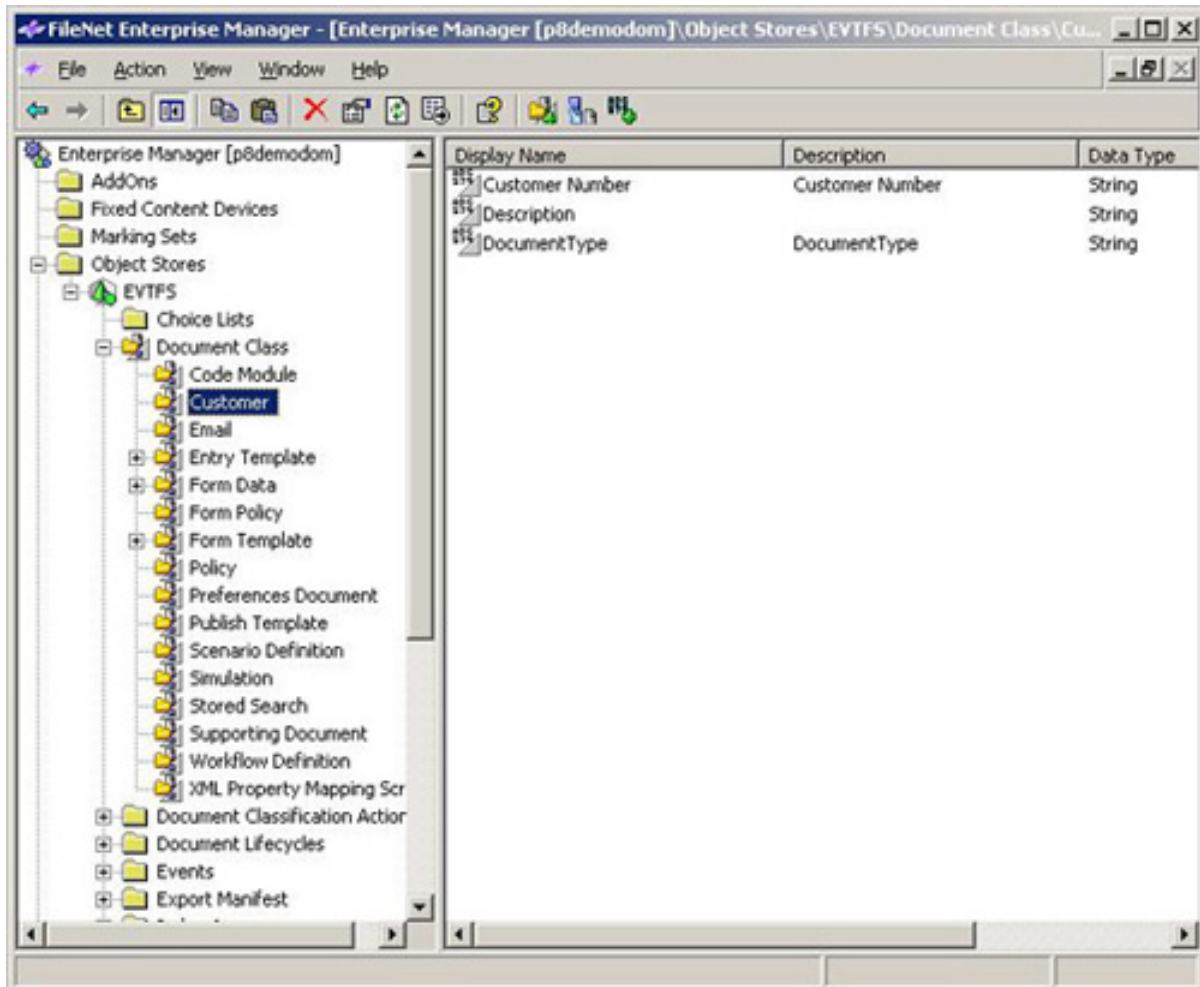 FileNet Enterprise Manager - [Enterprise Manager [p8demodom]\Object Stores\EVTFS\Document Class\Cu...
File Action View Window Help
Enterprise Manager [p8demodom]
AddOns
Fixed Content Devices
Marking Sets
Object Stores
EVTFS
Choice Lists
Document Class
Code Module
Customer
Email
Entry Template
Form Data
Form Policy
Form Template
Policy
Preferences Document
Publish Template
Scenario Definition
Simulation
Stored Search
Supporting Document
Workflow Definition
XML Property Mapping Scr
Document Classification Action
Document Lifecycles
Events
Export Manifest
Display Name Description Data Type
Customer Number Customer Number String
Description String
DocumentType DocumentType String